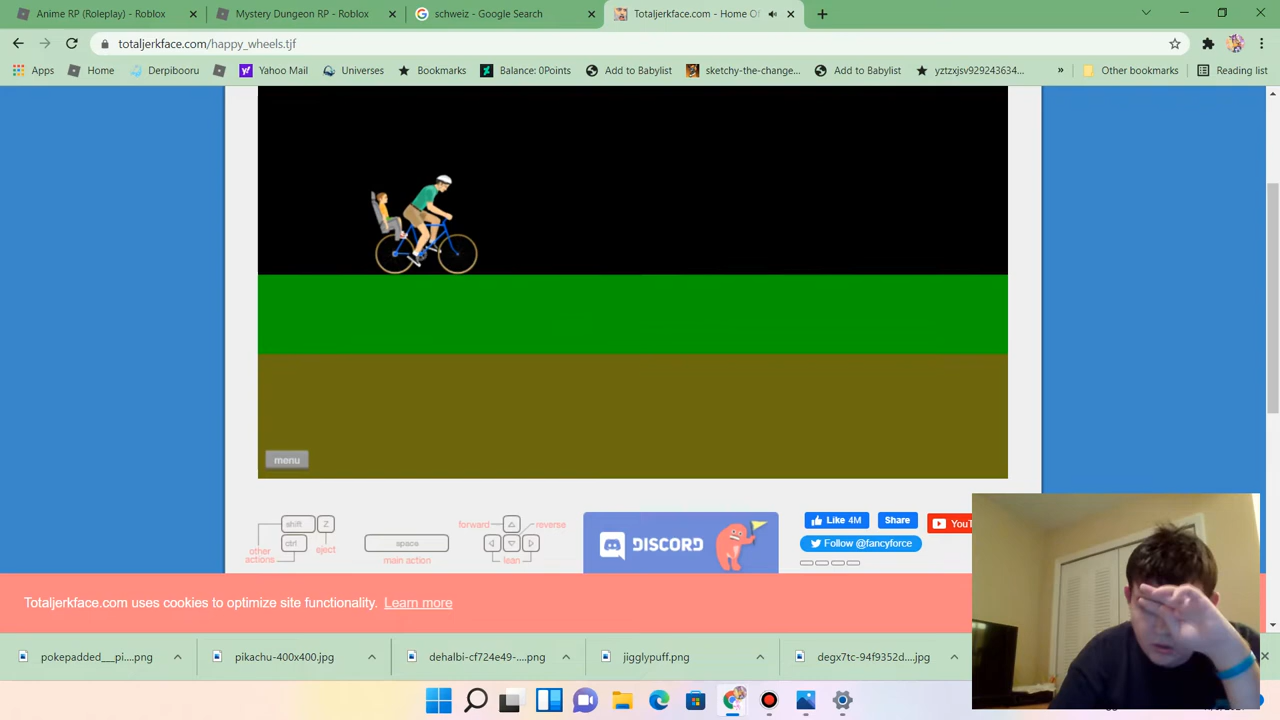 Anime RP (Roleplay) - Roblox
Mystery Dungeon RP - Roblox
schweiz - Google Search
Totaljerkface.com - Home Of
totaljerkface.com/happy_wheels.tjf
Apps
Home
Derpibooru
Yahoo Mail
Universes
Bookmarks
Balance: 0Points
Add to Babylist
sketchy-the-change...
Add to Babylist
yztzxjsv929243634...
»
Other bookmarks
Reading list
menu
shift
Z
ctrl
other actions
eject
space
main action
forward
reverse
lean
DISCORD
Like 4M
Share
YouT
Follow @fancyforce
Totaljerkface.com uses cookies to optimize site functionality. Learn more
pokepadded___pi....png
pikachu-400x400.jpg
dehalbi-cf724e49-....png
jigglypuff.png
degx7tc-94f9352d....jpg